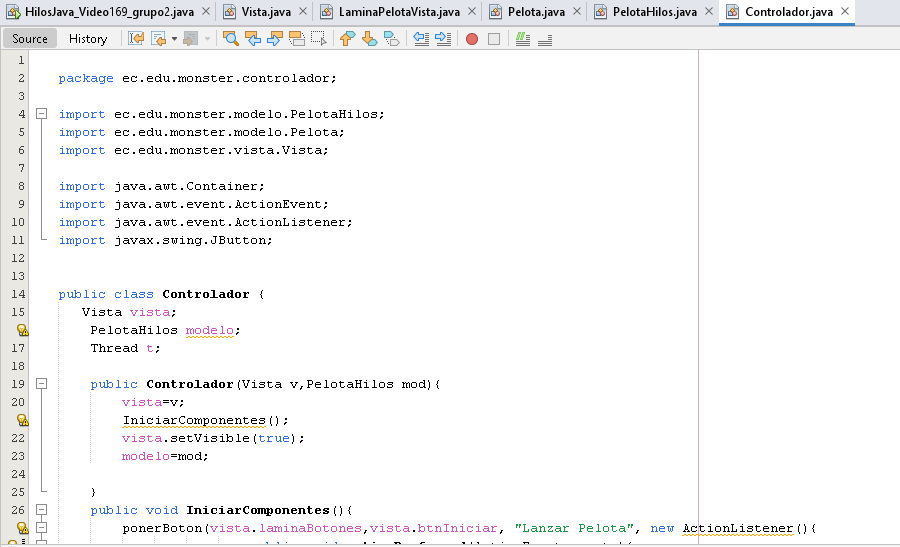 HilosJava_Video169_grupo2.java Vista.java LaminaPelotaVista.java Pelota.java PelotaHilos.java Controlador.java
Source History
1
2 package ec.edu.monster.controlador;
3
4 import ec.edu.monster.modelo.PelotaHilos;
5 import ec.edu.monster.modelo.Pelota;
6 import ec.edu.monster.vista.Vista;
7
8 import java.awt.Container;
9 import java.awt.event.ActionEvent;
10 import java.awt.event.ActionListener;
11 import javax.swing.JButton;
12
13
14 public class Controlador {
15 Vista vista;
PelotaHilos modelo;
17 Thread t;
18
19 public Controlador(Vista v,PelotaHilos mod){
20 vista=v;
IniciarComponentes();
22 vista.setVisible(true);
23 modelo=mod;
24
25 }
26 public void IniciarComponentes(){
ponerBoton(vista.laminaBotones,vista.btnIniciar, "Lanzar Pelota", new ActionListener(){